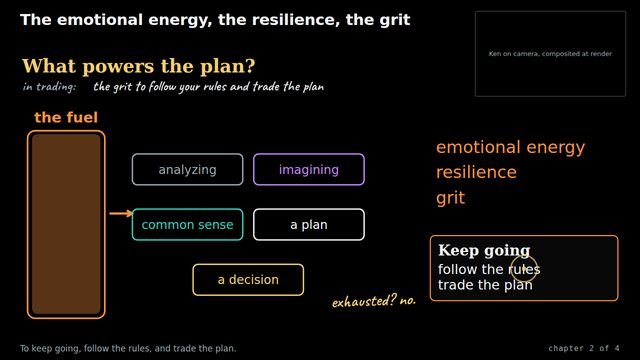 The emotional energy, the resilience, the grit
Ken on camera, composited at render
What powers the plan?
in trading: the grit to follow your rules and trade the plan
the fuel
analyzing
imagining
common sense
a plan
a decision
exhausted? no.
emotional energy
resilience
grit
Keep going
follow the rules
trade the plan
To keep going, follow the rules, and trade the plan.
chapter 2 of 4